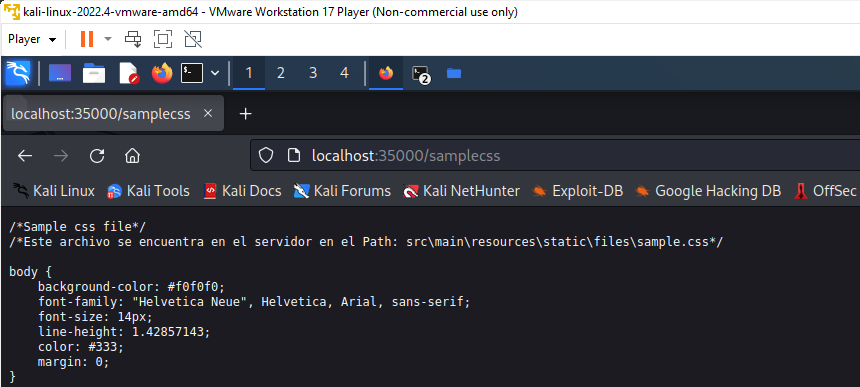 kali-linux-2022.4-vmware-amd64 - VMware Workstation 17 Player (Non-commercial use only)
Player
1 2 3 4 2
localhost:35000/samplecss
localhost:35000/samplecss
Kali Linux Kali Tools Kali Docs Kali Forums Kali NetHunter Exploit-DB Google Hacking DB OffSec
/*Sample css file*/
/*Este archivo se encuentra en el servidor en el Path: src\main\resources\static\files\sample.css*/
body {
    background-color: #f0f0f0;
    font-family: "Helvetica Neue", Helvetica, Arial, sans-serif;
    font-size: 14px;
    line-height: 1.42857143;
    color: #333;
    margin: 0;
}